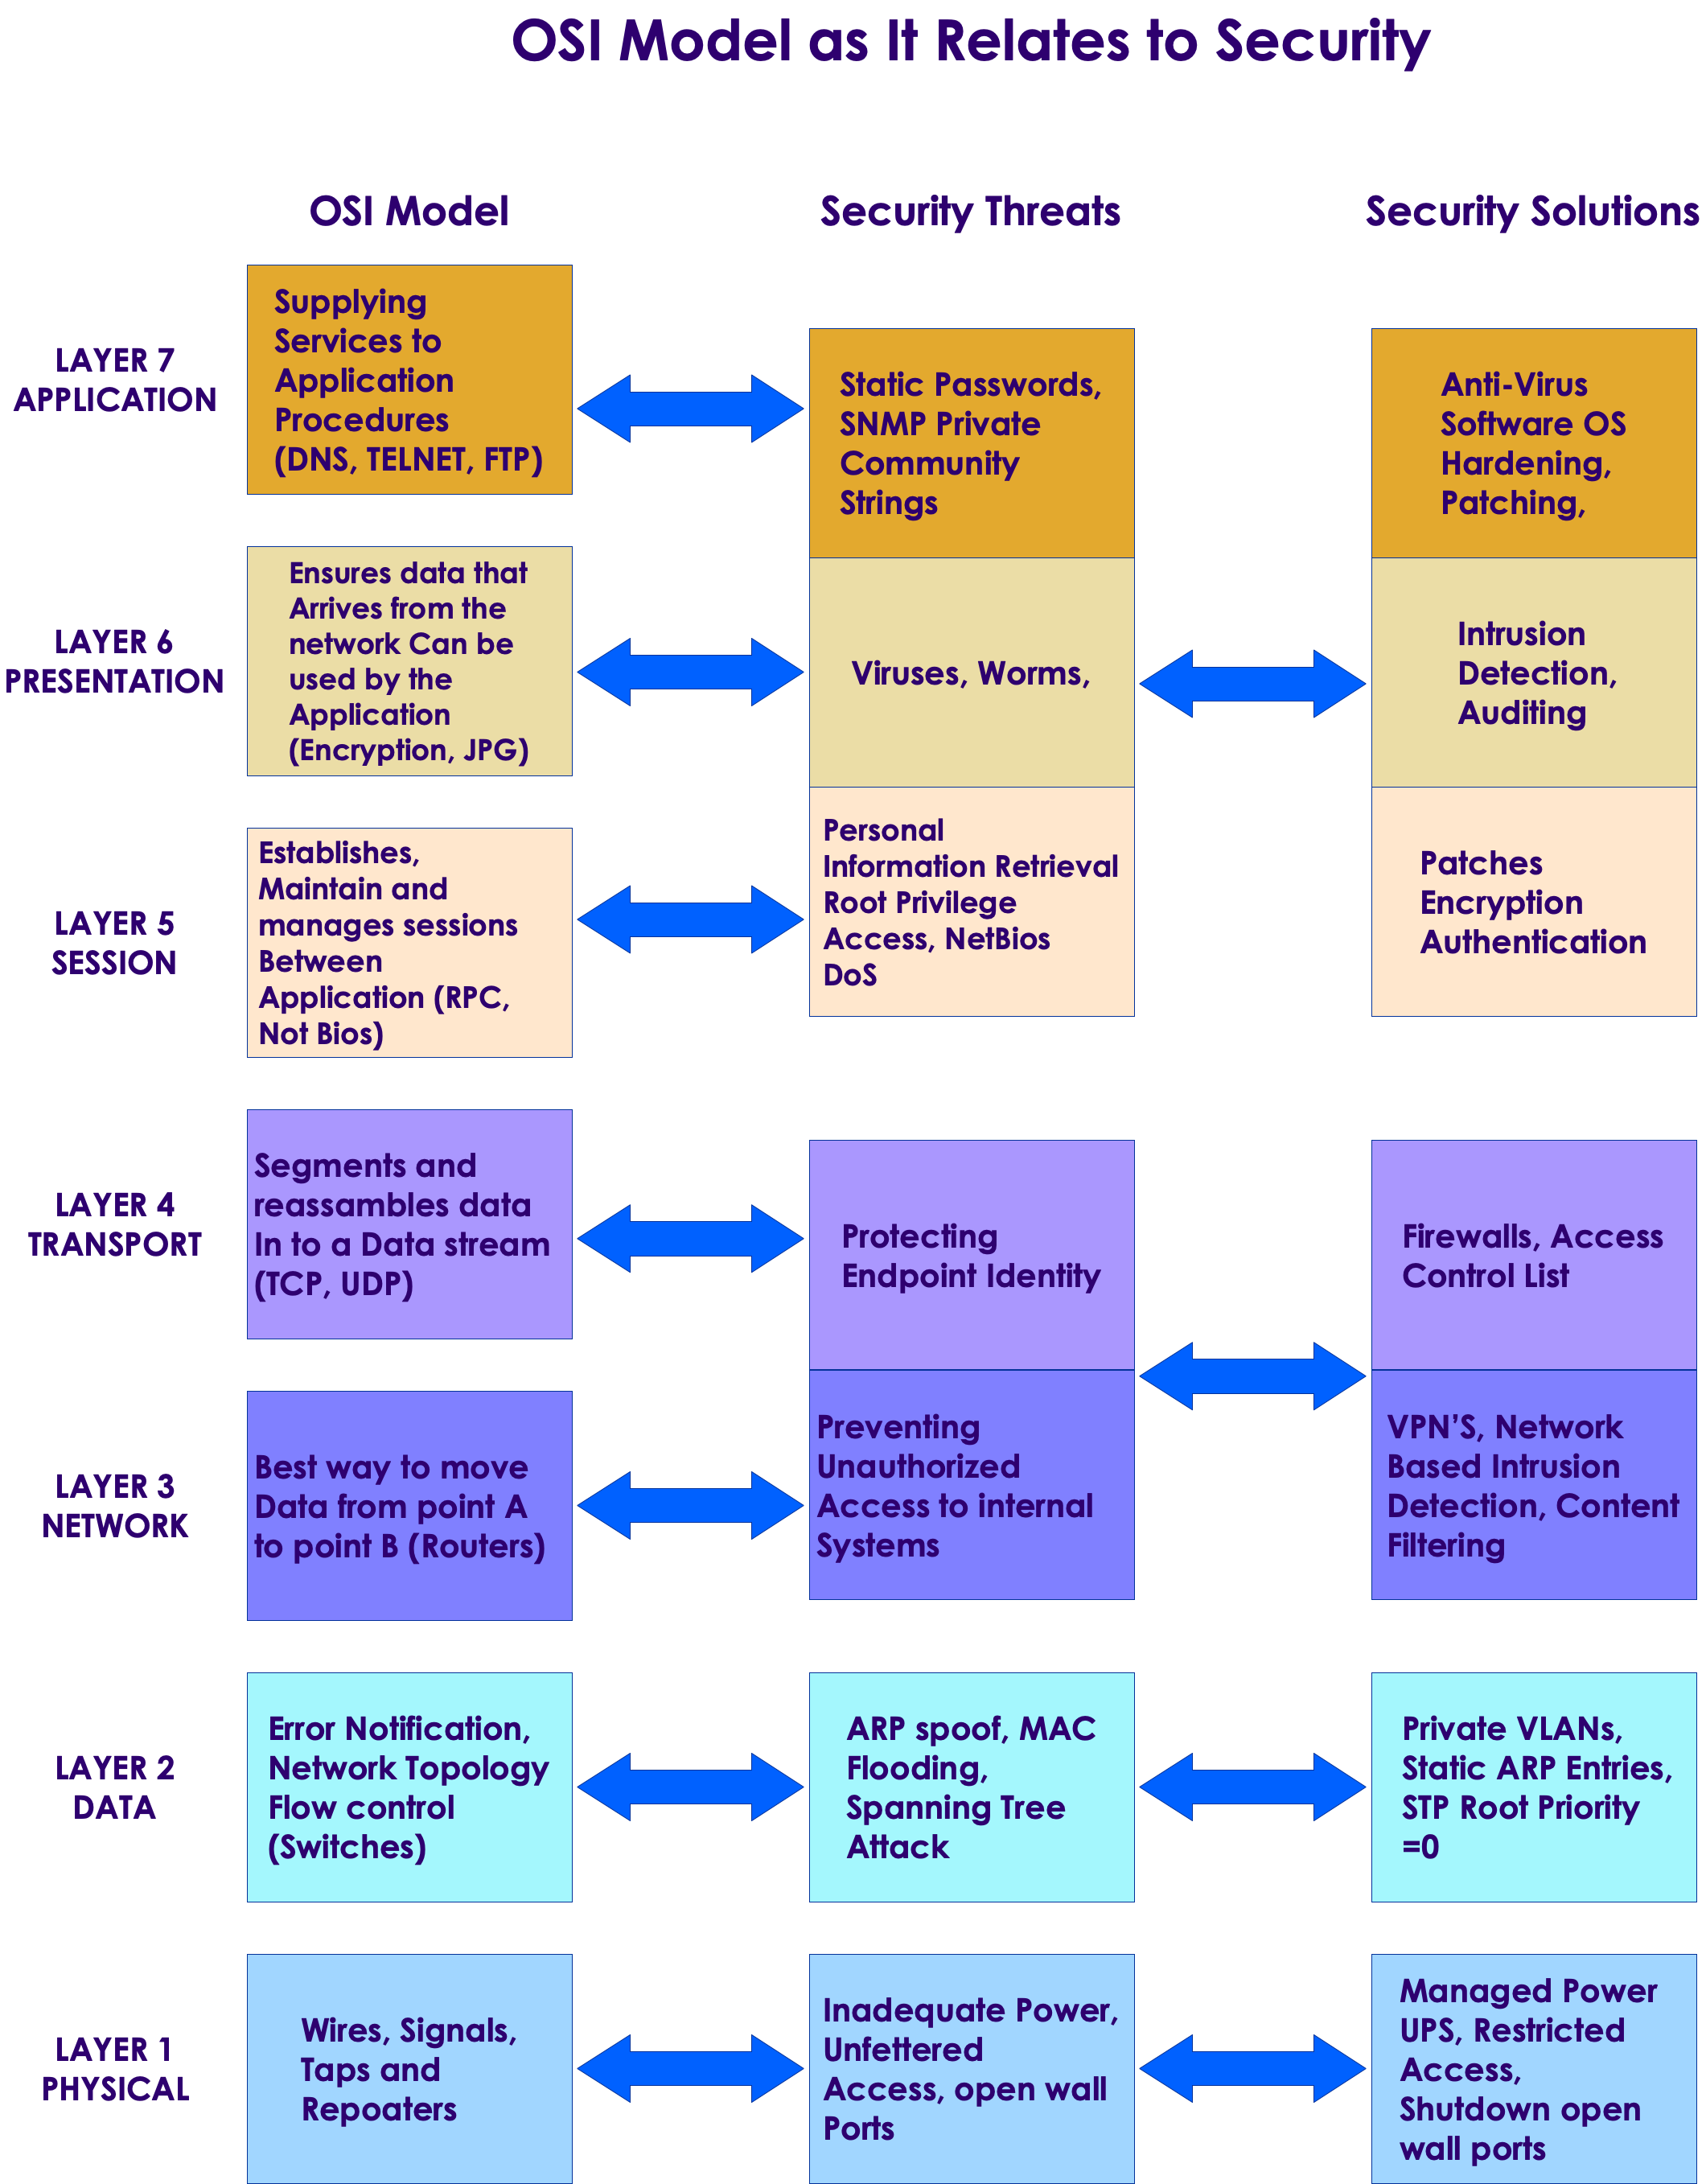 OSI Model as It Relates to Security
OSI Model
Security Threats
Security Solutions
LAYER 7
APPLICATION
Supplying
Services to
Application
Procedures
(DNS, TELNET, FTP)
Static Passwords,
SNMP Private
Community
Strings
Anti-Virus
Software OS
Hardening,
Patching,
LAYER 6
PRESENTATION
Ensures data that
Arrives from the
network Can be
used by the
Application
(Encryption, JPG)
Viruses, Worms,
Intrusion
Detection,
Auditing
LAYER 5
SESSION
Establishes,
Maintain and
manages sessions
Between
Application (RPC,
Not Bios)
Personal
Information Retrieval
Root Privilege
Access, NetBios
DoS
Patches
Encryption
Authentication
LAYER 4
TRANSPORT
Segments and
reassambles data
In to a Data stream
(TCP, UDP)
Protecting
Endpoint Identity
Firewalls, Access
Control List
LAYER 3
NETWORK
Best way to move
Data from point A
to point B (Routers)
Preventing
Unauthorized
Access to internal
Systems
VPN’S, Network
Based Intrusion
Detection, Content
Filtering
LAYER 2
DATA
Error Notification,
Network Topology
Flow control
(Switches)
ARP spoof, MAC
Flooding,
Spanning Tree
Attack
Private VLANs,
Static ARP Entries,
STP Root Priority
=0
LAYER 1
PHYSICAL
Wires, Signals,
Taps and
Repoaters
Inadequate Power,
Unfettered
Access, open wall
Ports
Managed Power
UPS, Restricted
Access,
Shutdown open
wall ports